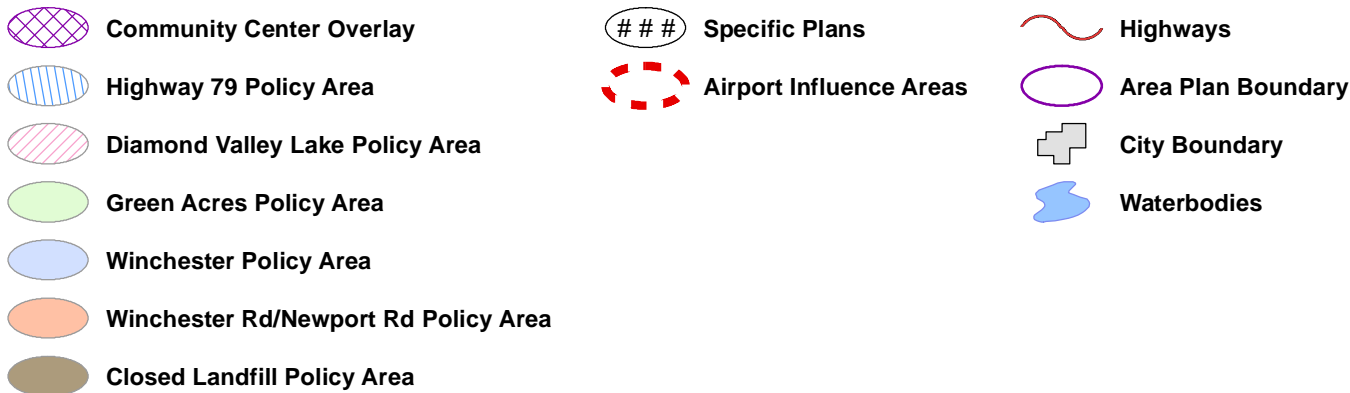 Community Center Overlay
Highway 79 Policy Area
Diamond Valley Lake Policy Area
Green Acres Policy Area
Winchester Policy Area
Winchester Rd/Newport Rd Policy Area
Closed Landfill Policy Area
# # # Specific Plans
Airport Influence Areas
Highways
Area Plan Boundary
City Boundary
Waterbodies